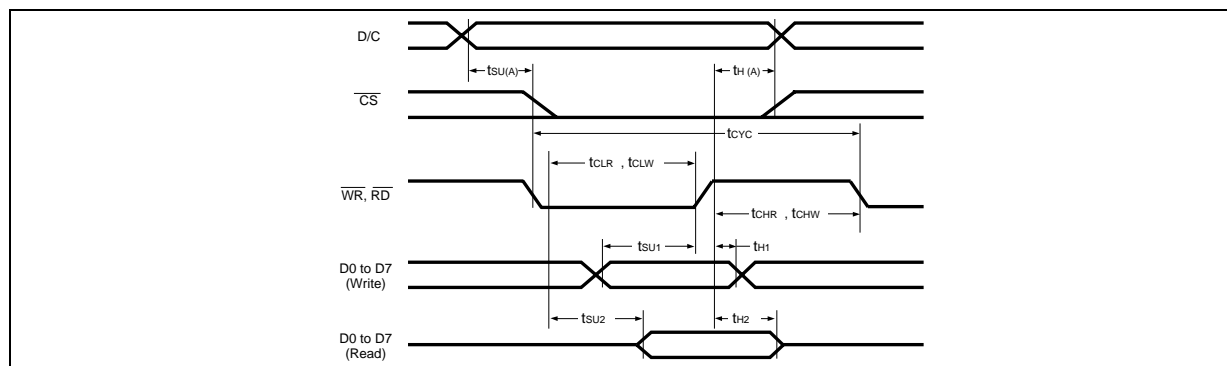 D/C
tSU(A)
tH (A)
CS
tCYC
tCLR , tCLW
WR, RD
tCHR , tCHW
tSU1
tH1
D0 to D7
(Write)
tSU2
tH2
D0 to D7
(Read)